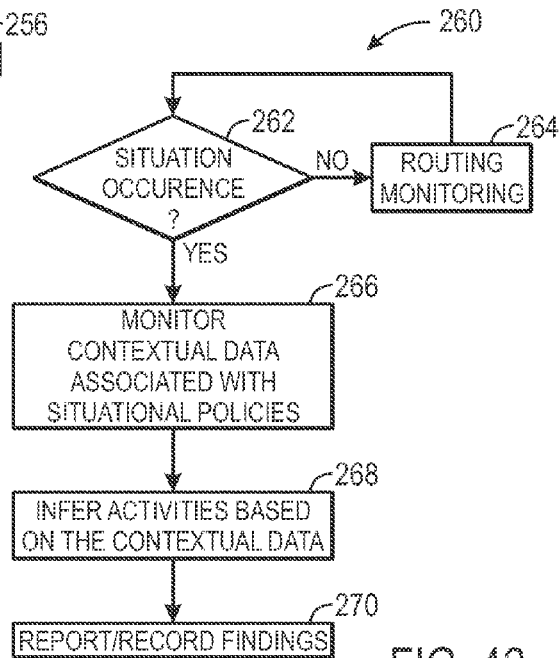 256
260
262
SITUATION
OCCURENCE
?
NO
264
ROUTING
MONITORING
YES
266
MONITOR
CONTEXTUAL DATA
ASSOCIATED WITH
SITUATIONAL POLICIES
268
INFER ACTIVITIES BASED
ON THE CONTEXTUAL DATA
270
REPORT/RECORD FINDINGS